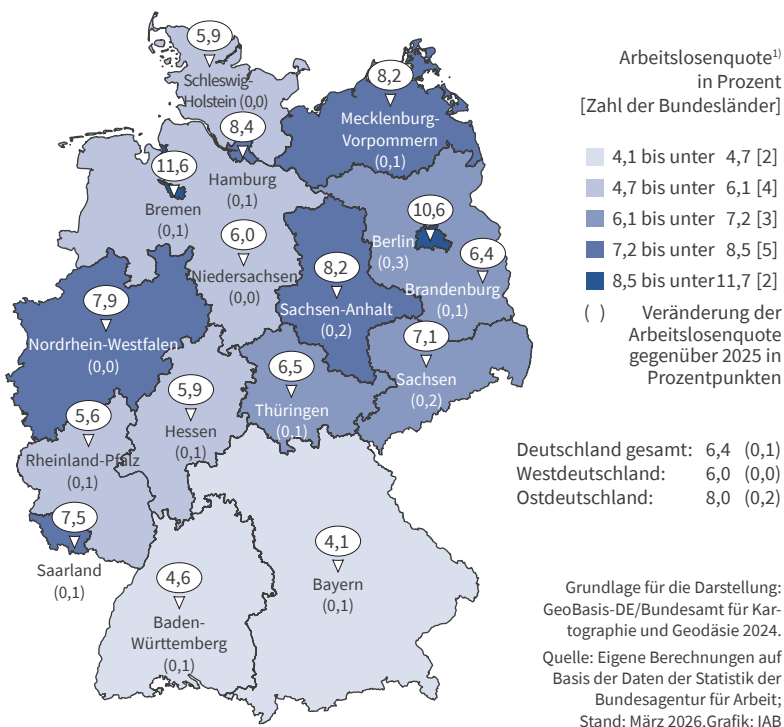 5,9
Schleswig-
Holstein (0,0)
8,2
Mecklenburg-
Vorpommern
(0,1)
8,4
Hamburg
(0,1)
11,6
Bremen
(0,1)
6,0
Niedersachsen
(0,0)
10,6
Berlin
(0,3)
6,4
Brandenburg
(0,1)
8,2
Sachsen-Anhalt
(0,2)
7,9
Nordrhein-Westfalen
(0,0)
7,1
Sachsen
(0,2)
6,5
Thüringen
(0,1)
5,9
Hessen
(0,1)
5,6
Rheinland-Pfalz
(0,1)
7,5
Saarland
(0,1)
4,6
Baden-
Württemberg
(0,1)
4,1
Bayern
(0,1)
Arbeitslosenquote1)
in Prozent
[Zahl der Bundesländer]
4,1 bis unter 4,7 [2]
4,7 bis unter 6,1 [4]
6,1 bis unter 7,2 [3]
7,2 bis unter 8,5 [5]
8,5 bis unter 11,7 [2]
( ) Veränderung der
Arbeitslosenquote
gegenüber 2025 in
Prozentpunkten
Deutschland gesamt: 6,4 (0,1)
Westdeutschland: 6,0 (0,0)
Ostdeutschland: 8,0 (0,2)
Grundlage für die Darstellung:
GeoBasis-DE/Bundesamt für Kar-
tographie und Geodäsie 2024.
Quelle: Eigene Berechnungen auf
Basis der Daten der Statistik der
Bundesagentur für Arbeit;
Stand: März 2026.Grafik: IAB